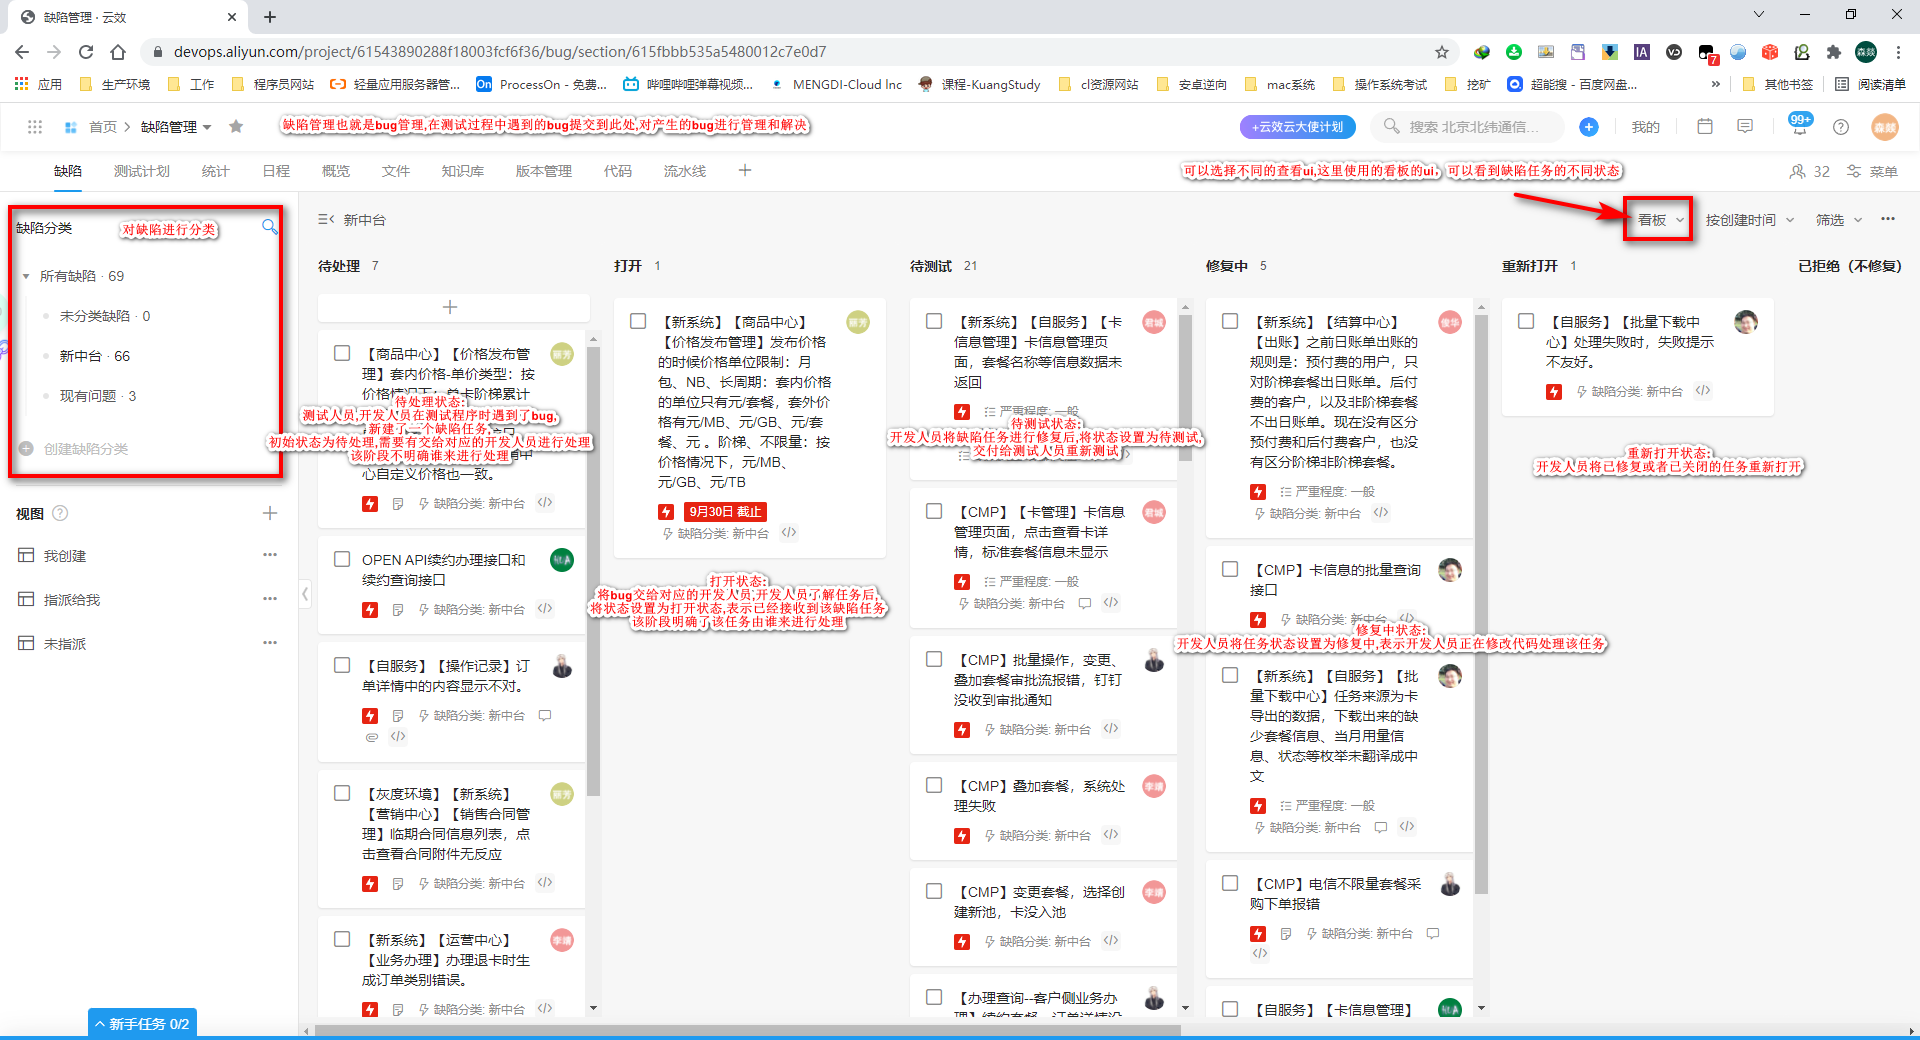 缺陷管理 · 云效
devops.aliyun.com/project/61543890288f18003fcf6f36/bug/section/615fbbb535a5480012c7e0d7
应用
生产环境
工作
程序员网站
轻量应用服务器管...
ProcessOn - 免费...
哔哩哔哩弹幕视频...
MENGDI-Cloud Inc
课程-KuangStudy
cl资源网站
安卓逆向
mac系统
操作系统考试
挖矿
超能搜 - 百度网盘...
其他书签
阅读清单
首页
缺陷管理
缺陷管理也就是bug管理,在测试过程中遇到的bug提交到此处,对产生的bug进行管理和解决
+云效云大使计划
搜索 北京北纬通信...
我的
99+
森燚
缺陷
测试计划
统计
日程
概览
文件
知识库
版本管理
代码
流水线
可以选择不同的查看ui,这里使用的看板的ui，可以看到缺陷任务的不同状态
32
菜单
缺陷分类
对缺陷进行分类
所有缺陷 · 69
未分类缺陷 · 0
新中台 · 66
现有问题 · 3
创建缺陷分类
视图
我创建
指派给我
未指派
新手任务 0/2
新中台
看板
按创建时间
筛选
待处理 7
【商品中心】【价格发布管
理】套内价格-单价类型：按
丽芳
待处理状态:
测试人员,开发人员在测试程序时遇到了bug,
新建了一个缺陷任务,
初始状态为待处理,需要有交给对应的开发人员进行处理
该阶段不明确谁来进行处理
心自定义价格也一致。
缺陷分类: 新中台
OPEN API续约办理接口和
续约查询接口
缺陷分类: 新中台
【自服务】【操作记录】订
单详情中的内容显示不对。
缺陷分类: 新中台
【灰度环境】【新系统】
【营销中心】【销售合同管
理】临期合同信息列表，点
击查看合同附件无反应
丽芳
缺陷分类: 新中台
【新系统】【运营中心】
【业务办理】办理退卡时生
成订单类别错误。
缺陷分类: 新中台
打开 1
【新系统】【商品中心】
【价格发布管理】发布价格
的时候价格单位限制：月
包、NB、长周期：套内价格
的单位只有元/套餐，套外价
格有元/MB、元/GB、元/套
餐、元 。阶梯、不限量：按
价格情况下，元/MB、
元/GB、元/TB
丽芳
9月30日 截止
缺陷分类: 新中台
打开状态:
将bug交给对应的开发人员,开发人员了解任务后,
将状态设置为打开状态,表示已经接收到该缺陷任务
该阶段明确了该任务由谁来进行处理
待测试 21
【新系统】【自服务】【卡
信息管理】卡信息管理页
面，套餐名称等信息数据未
返回
君城
严重程度: 一般
待测试状态:
开发人员将缺陷任务进行修复后,将状态设置为待测试,
交付给测试人员重新测试
【CMP】【卡管理】卡信息
管理页面，点击查看卡详
情，标准套餐信息未显示
君城
严重程度: 一般
缺陷分类: 新中台
【CMP】批量操作，变更、
叠加套餐审批流报错，钉钉
没收到审批通知
缺陷分类: 新中台
【CMP】叠加套餐，系统处
理失败
缺陷分类: 新中台
【CMP】变更套餐，选择创
建新池，卡没入池
缺陷分类: 新中台
【办理查询--客户侧业务办
理】续约套餐，订单详情没
修复中 5
【新系统】【结算中心】
【出账】之前日账单出账的
规则是：预付费的用户，只
对阶梯套餐出日账单。后付
费的客户，以及非阶梯套餐
不出日账单。现在没有区分
预付费和后付费客户，也没
有区分阶梯非阶梯套餐。
俊华
严重程度: 一般
缺陷分类: 新中台
【CMP】卡信息的批量查询
接口
缺陷分类: 新中台
修复中状态:
开发人员将任务状态设置为修复中,表示开发人员正在修改代码处理该任务
【新系统】【自服务】【批
量下载中心】任务来源为卡
导出的数据，下载出来的缺
少套餐信息、当月用量信
息、状态等枚举未翻译成中
文
严重程度: 一般
缺陷分类: 新中台
【CMP】电信不限量套餐采
购下单报错
缺陷分类: 新中台
【自服务】【卡信息管理】
重新打开 1
【自服务】【批量下载中
心】处理失败时，失败提示
不友好。
缺陷分类: 新中台
重新打开状态:
开发人员将已修复或者已关闭的任务重新打开
已拒绝（不修复）